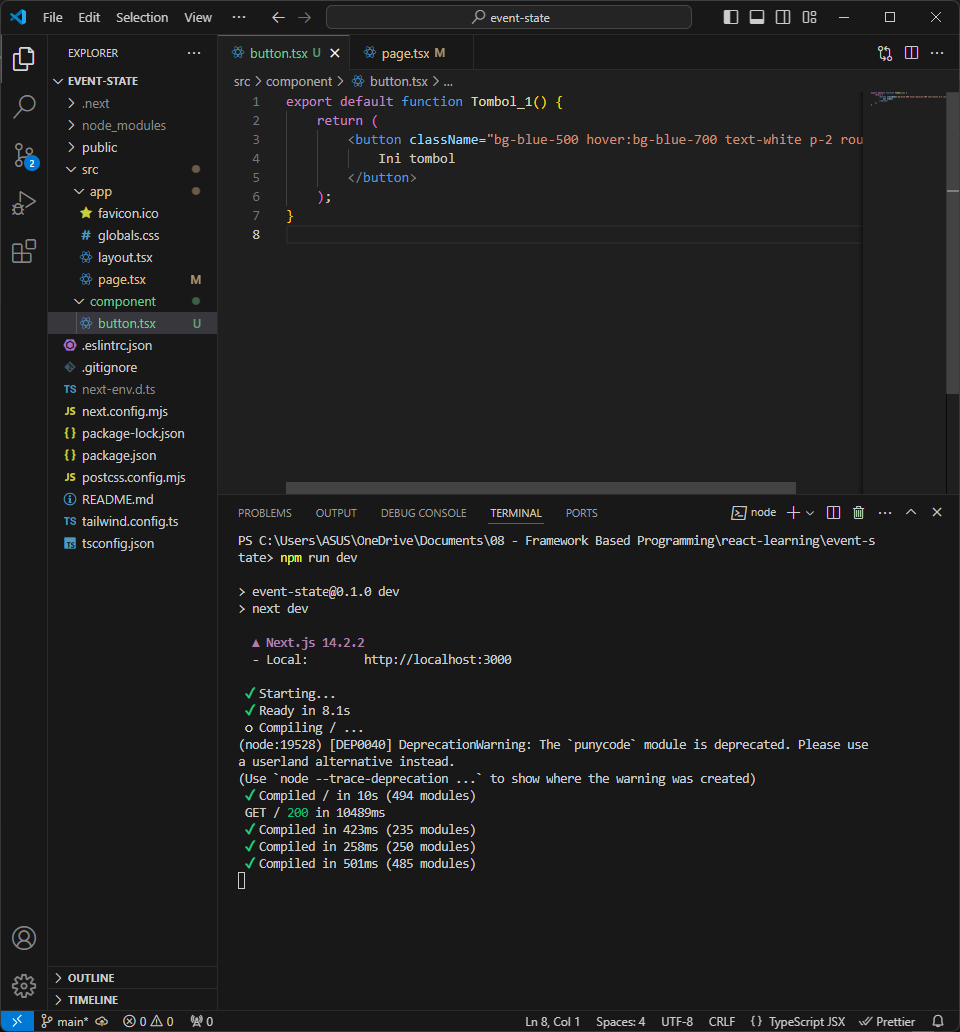 File Edit Selection View ... event-state
EXPLORER ...
EVENT-STATE
.next
node_modules
public
src
app
favicon.ico
# globals.css
layout.tsx
page.tsx M
component
button.tsx U
.eslintrc.json
.gitignore
TS next-env.d.ts
JS next.config.mjs
{} package-lock.json
{} package.json
JS postcss.config.mjs
README.md
TS tailwind.config.ts
TS tsconfig.json
OUTLINE
TIMELINE
2
button.tsx U page.tsx M
src > component > button.tsx > ...
1 export default function Tombol_1() {
2 return (
3 <button className="bg-blue-500 hover:bg-blue-700 text-white p-2 rou
4 Ini tombol
5 </button>
6 );
7 }
8
PROBLEMS OUTPUT DEBUG CONSOLE TERMINAL PORTS node
PS C:\Users\ASUS\OneDrive\Documents\08 - Framework Based Programming\react-learning\event-s
tate> npm run dev
> event-state@0.1.0 dev
> next dev
▲ Next.js 14.2.2
- Local: http://localhost:3000
✓ Starting...
✓ Ready in 8.1s
○ Compiling / ...
(node:19528) [DEP0040] DeprecationWarning: The `punycode` module is deprecated. Please use
a userland alternative instead.
(Use `node --trace-deprecation ...` to show where the warning was created)
✓ Compiled / in 10s (494 modules)
GET / 200 in 10489ms
✓ Compiled in 423ms (235 modules)
✓ Compiled in 258ms (250 modules)
✓ Compiled in 501ms (485 modules)
main* 0 0 0 Ln 8, Col 1 Spaces: 4 UTF-8 CRLF {} TypeScript JSX Prettier